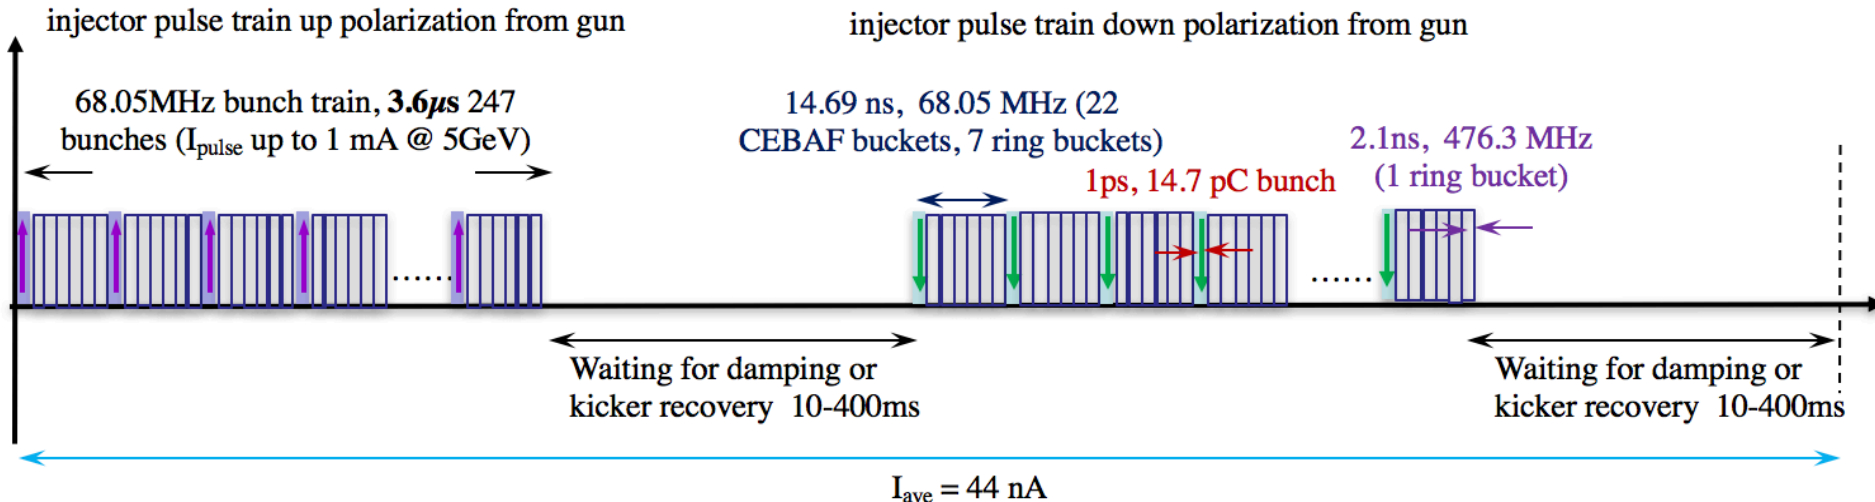 injector pulse train up polarization from gun
injector pulse train down polarization from gun
68.05MHz bunch train, 3.6μs 247
bunches (Ipulse up to 1 mA @ 5GeV)
14.69 ns, 68.05 MHz (22
CEBAF buckets, 7 ring buckets)
2.1ns, 476.3 MHz
(1 ring bucket)
1ps, 14.7 pC bunch
......
......
Waiting for damping or
kicker recovery 10-400ms
Waiting for damping or
kicker recovery 10-400ms
Iave = 44 nA